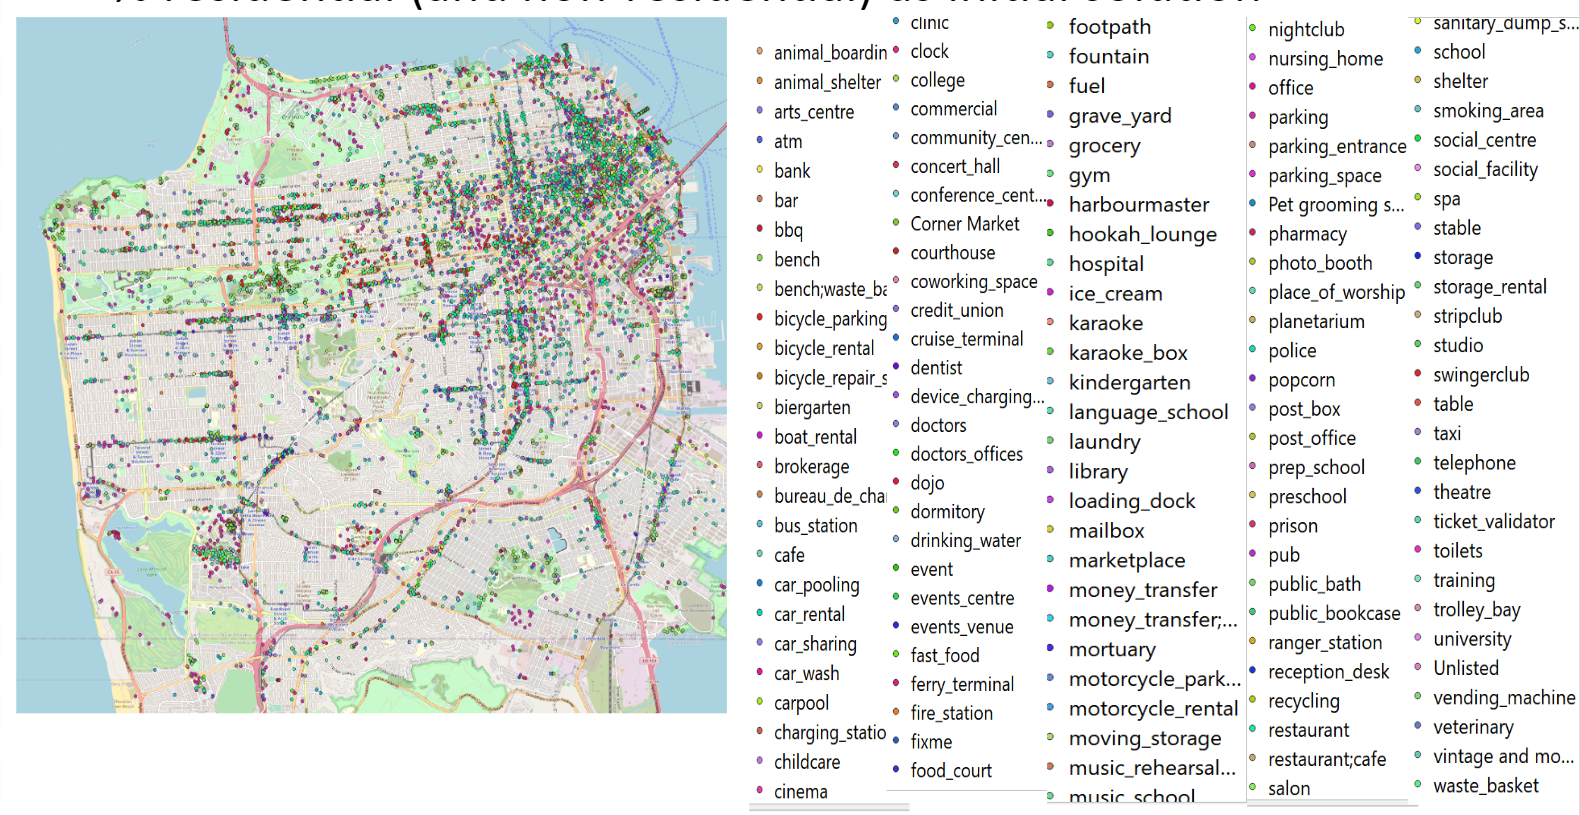 % residential (and non-residential) as initial solution
animal_boardin
animal_shelter
arts_centre
atm
bank
bar
bbq
bench
bench;waste_ba
bicycle_parking
bicycle_rental
bicycle_repair_s
biergarten
boat_rental
brokerage
bureau_de_cha
bus_station
cafe
car_pooling
car_rental
car_sharing
car_wash
carpool
charging_statio
childcare
cinema
clinic
clock
college
commercial
community_cen...
concert_hall
conference_cent...
Corner Market
courthouse
coworking_space
credit_union
cruise_terminal
dentist
device_charging...
doctors
doctors_offices
dojo
dormitory
drinking_water
event
events_centre
events_venue
fast_food
ferry_terminal
fire_station
fixme
food_court
footpath
fountain
fuel
grave_yard
grocery
gym
harbourmaster
hookah_lounge
hospital
ice_cream
karaoke
karaoke_box
kindergarten
language_school
laundry
library
loading_dock
mailbox
marketplace
money_transfer
money_transfer;...
mortuary
motorcycle_park...
motorcycle_rental
moving_storage
music_rehearsal...
music_school
nightclub
nursing_home
office
parking
parking_entrance
parking_space
Pet grooming s...
pharmacy
photo_booth
place_of_worship
planetarium
police
popcorn
post_box
post_office
prep_school
preschool
prison
pub
public_bath
public_bookcase
ranger_station
reception_desk
recycling
restaurant
restaurant;cafe
salon
sanitary_dump_s...
school
shelter
smoking_area
social_centre
social_facility
spa
stable
storage
storage_rental
stripclub
studio
swingerclub
table
taxi
telephone
theatre
ticket_validator
toilets
training
trolley_bay
university
Unlisted
vending_machine
veterinary
vintage and mo...
waste_basket